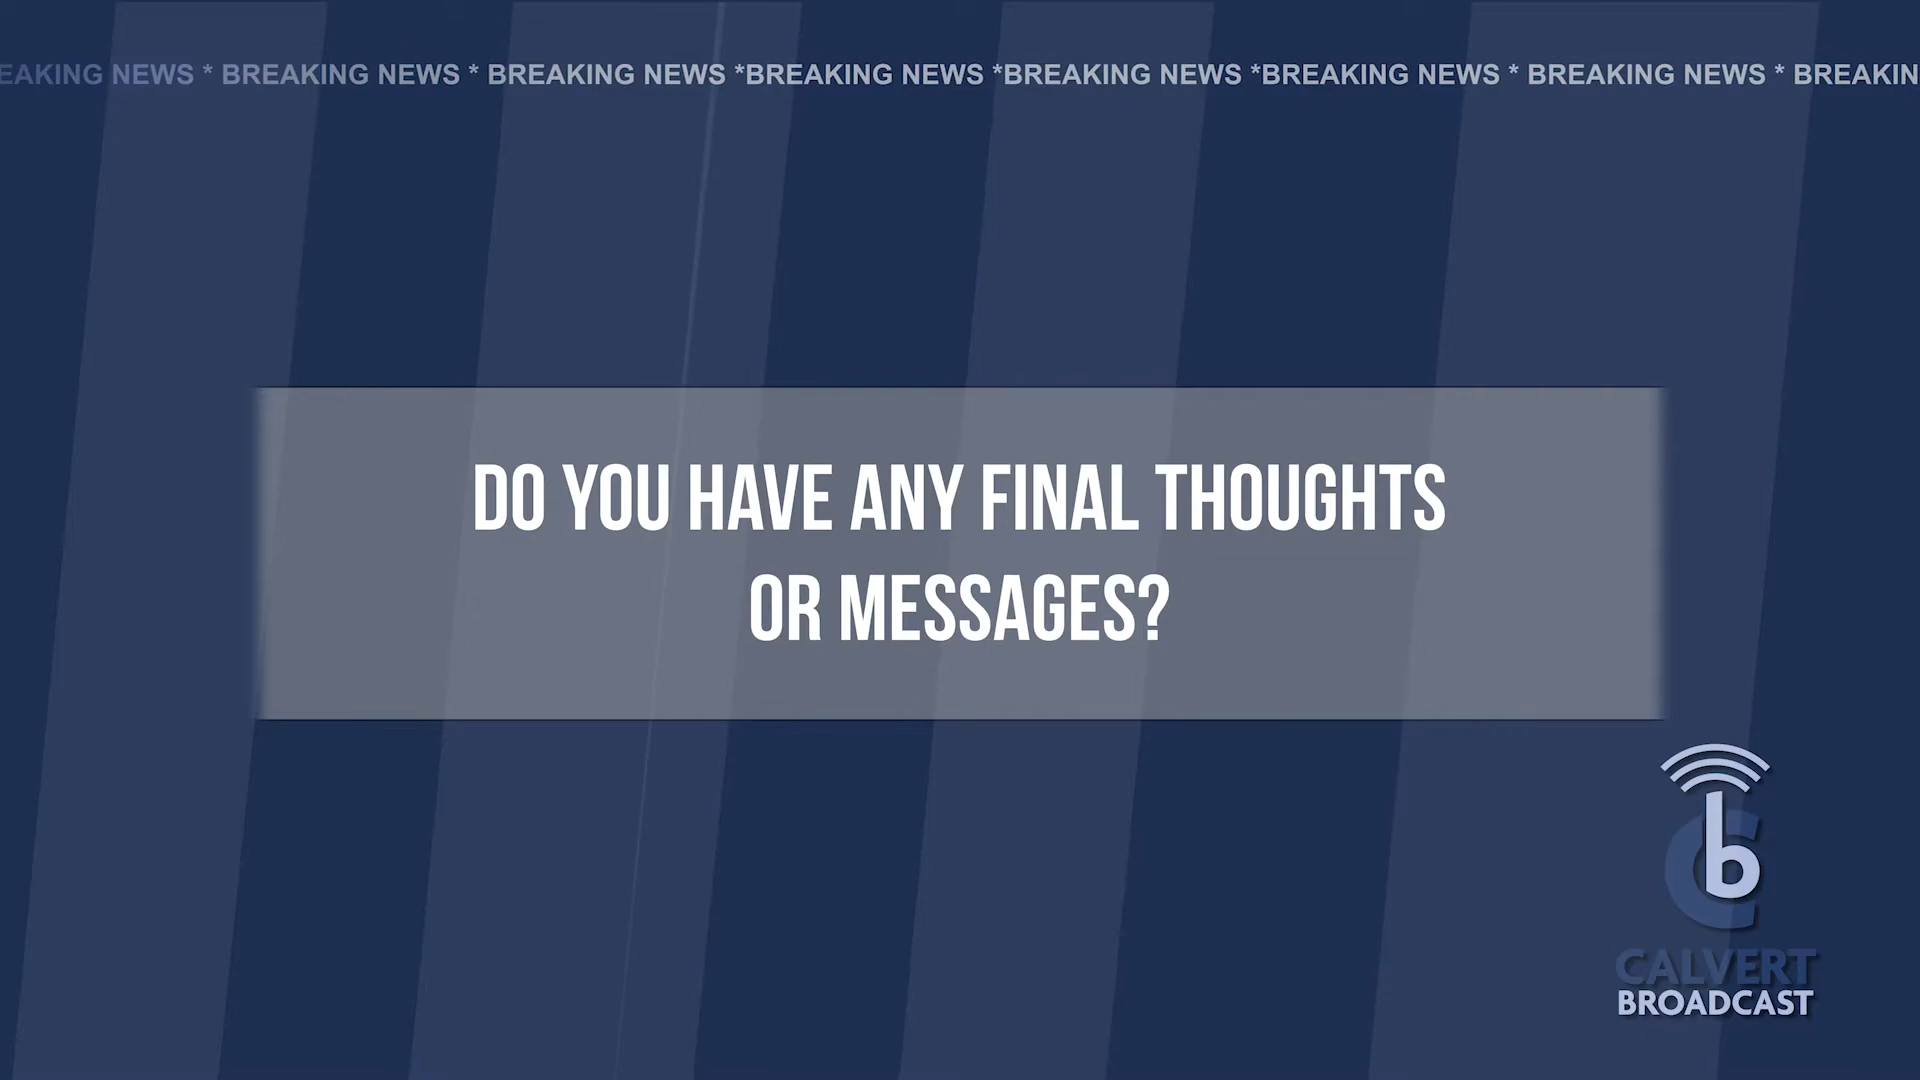 EAKING NEWS * BREAKING NEWS * BREAKING NEWS *BREAKING NEWS *BREAKING NEWS *BREAKING NEWS * BREAKING NEWS * BREAKIN
DO YOU HAVE ANY FINAL THOUGHTS
OR MESSAGES?
cb
CALVERT
BROADCAST